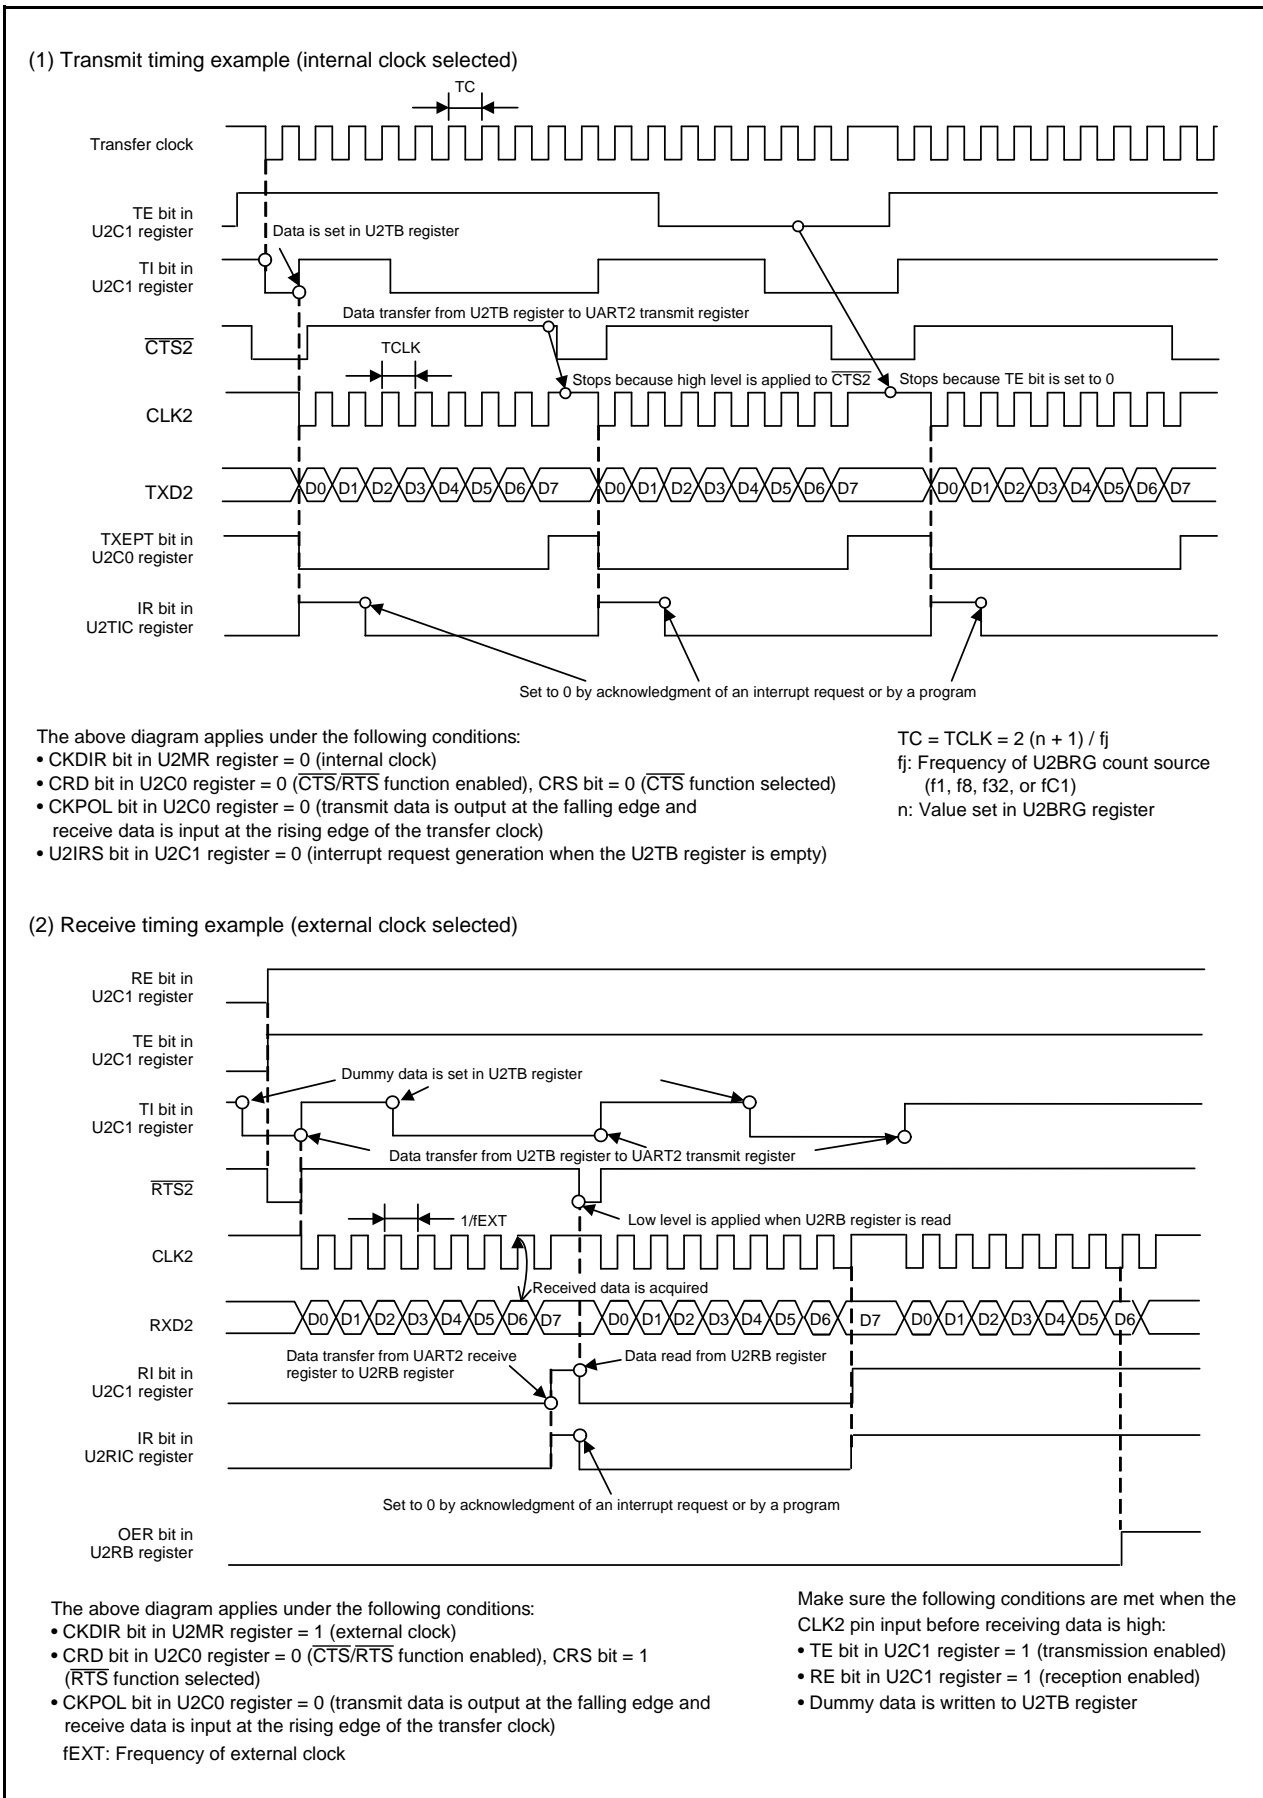 (1) Transmit timing example (internal clock selected)
TC
Transfer clock
TE bit in
U2C1 register
Data is set in U2TB register
TI bit in
U2C1 register
Data transfer from U2TB register to UART2 transmit register
CTS2
TCLK
Stops because high level is applied to CTS2
Stops because TE bit is set to 0
CLK2
TXD2
D0 D1 D2 D3 D4 D5 D6 D7 D0 D1 D2 D3 D4 D5 D6 D7 D0 D1 D2 D3 D4 D5 D6 D7
TXEPT bit in
U2C0 register
IR bit in
U2TIC register
Set to 0 by acknowledgment of an interrupt request or by a program
The above diagram applies under the following conditions:
• CKDIR bit in U2MR register = 0 (internal clock)
• CRD bit in U2C0 register = 0 (CTS/RTS function enabled), CRS bit = 0 (CTS function selected)
• CKPOL bit in U2C0 register = 0 (transmit data is output at the falling edge and
receive data is input at the rising edge of the transfer clock)
• U2IRS bit in U2C1 register = 0 (interrupt request generation when the U2TB register is empty)
TC = TCLK = 2 (n + 1) / fj
fj: Frequency of U2BRG count source
(f1, f8, f32, or fC1)
n: Value set in U2BRG register
(2) Receive timing example (external clock selected)
RE bit in
U2C1 register
TE bit in
U2C1 register
Dummy data is set in U2TB register
TI bit in
U2C1 register
Data transfer from U2TB register to UART2 transmit register
RTS2
1/fEXT
Low level is applied when U2RB register is read
CLK2
Received data is acquired
RXD2
D0 D1 D2 D3 D4 D5 D6 D7 D0 D1 D2 D3 D4 D5 D6 D7 D0 D1 D2 D3 D4 D5 D6
Data transfer from UART2 receive
register to U2RB register
Data read from U2RB register
RI bit in
U2C1 register
IR bit in
U2RIC register
Set to 0 by acknowledgment of an interrupt request or by a program
OER bit in
U2RB register
The above diagram applies under the following conditions:
• CKDIR bit in U2MR register = 1 (external clock)
• CRD bit in U2C0 register = 0 (CTS/RTS function enabled), CRS bit = 1
(RTS function selected)
• CKPOL bit in U2C0 register = 0 (transmit data is output at the falling edge and
receive data is input at the rising edge of the transfer clock)
fEXT: Frequency of external clock
Make sure the following conditions are met when the
CLK2 pin input before receiving data is high:
• TE bit in U2C1 register = 1 (transmission enabled)
• RE bit in U2C1 register = 1 (reception enabled)
• Dummy data is written to U2TB register